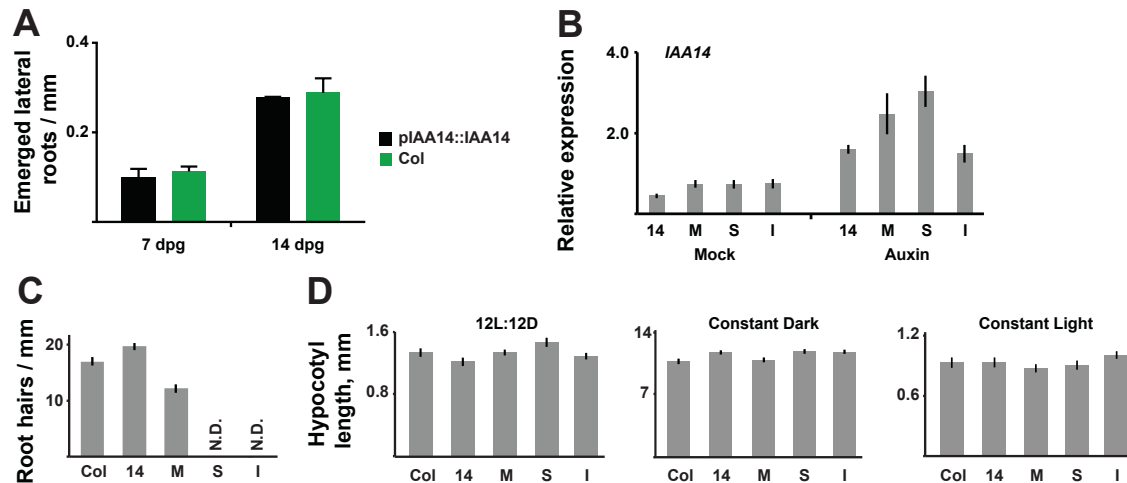 A
Emerged lateral
roots / mm
0.4
0.2
7 dpg
14 dpg
pIAA14::IAA14
Col
B
Relative expression
IAA14
4.0
2.0
14 M S I
Mock
14 M S I
Auxin
C
Root hairs / mm
20
10
N.D.
N.D.
Col 14 M S I
D
Hypocotyl
length, mm
12L:12D
1.6
0.8
Col 14 M S I
Constant Dark
14
7
Col 14 M S I
Constant Light
1.2
0.6
Col 14 M S I